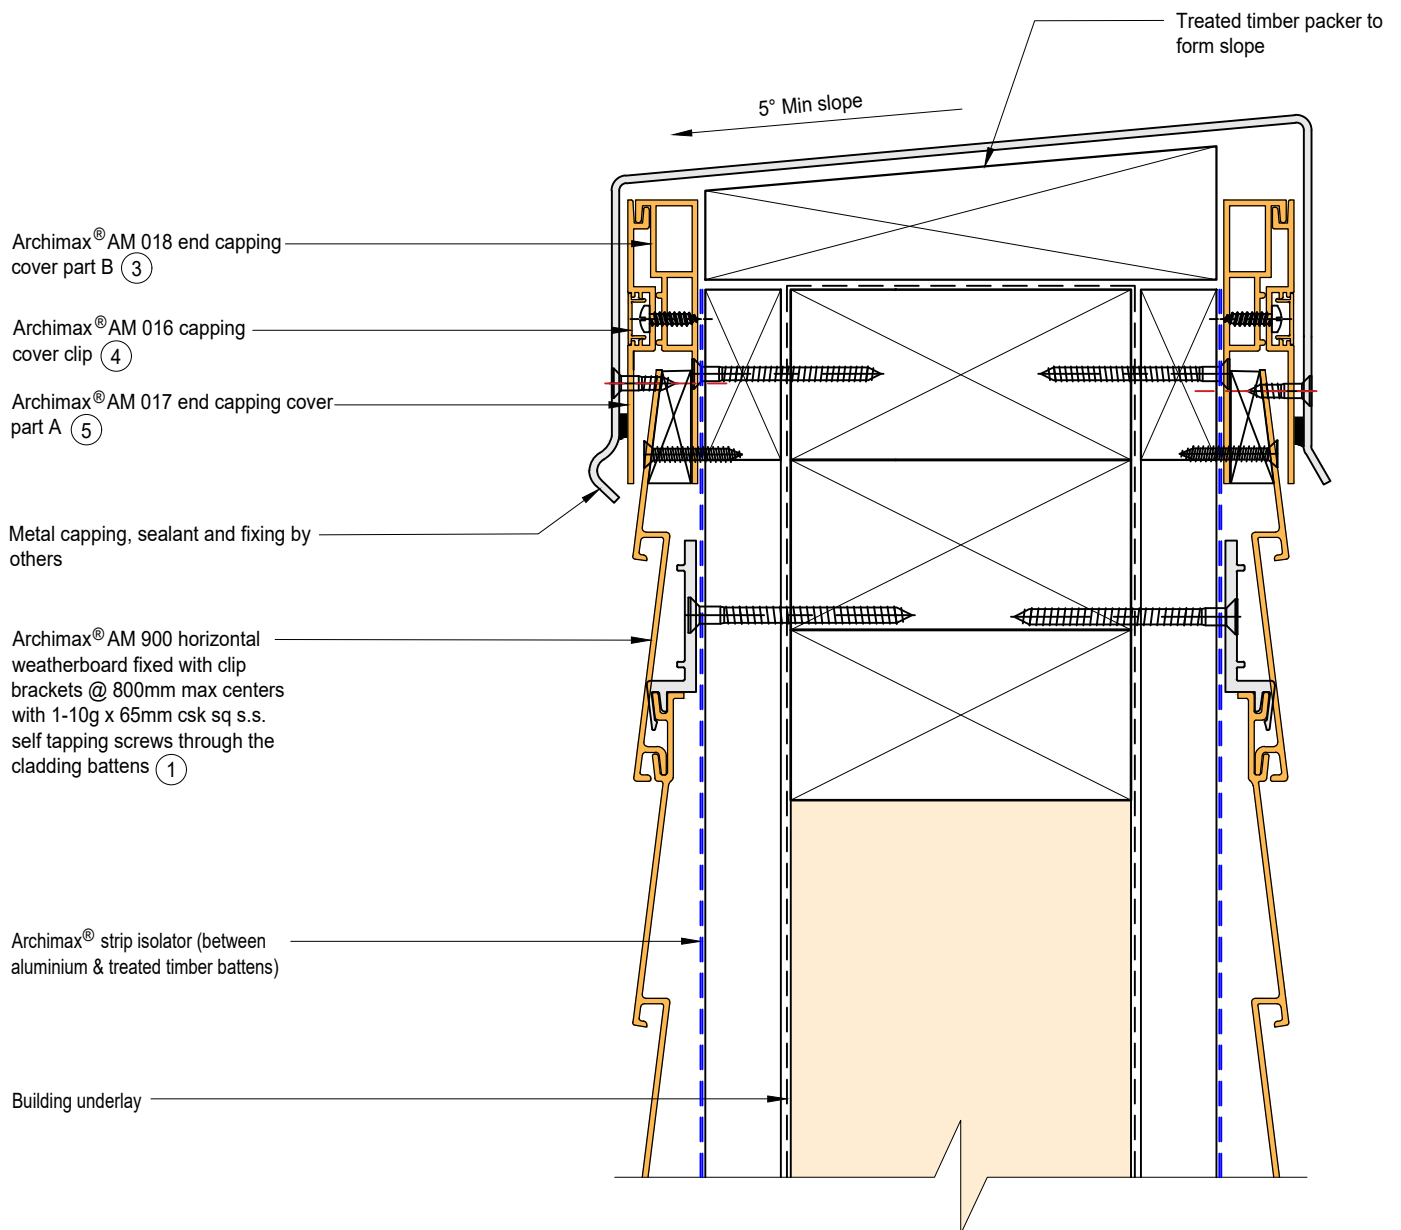 Treated timber packer to
form slope
5° Min slope
Archimax® AM 018 end capping
cover part B 3
Archimax® AM 016 capping
cover clip 4
Archimax® AM 017 end capping cover
part A 5
Metal capping, sealant and fixing by
others
Archimax® AM 900 horizontal
weatherboard fixed with clip
brackets @ 800mm max centers
with 1-10g x 65mm csk sq s.s.
self tapping screws through the
cladding battens 1
Archimax® strip isolator (between
aluminium & treated timber battens)
Building underlay